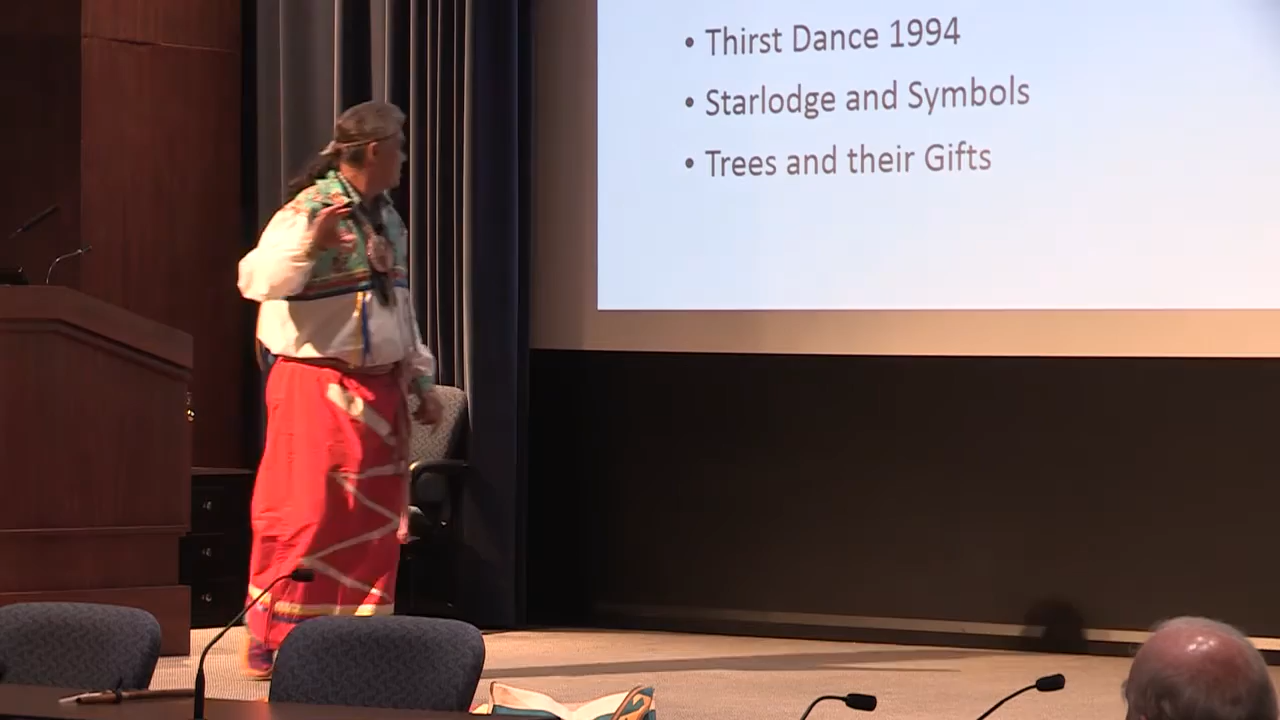 • Thirst Dance 1994
• Starlodge and Symbols
• Trees and their Gifts